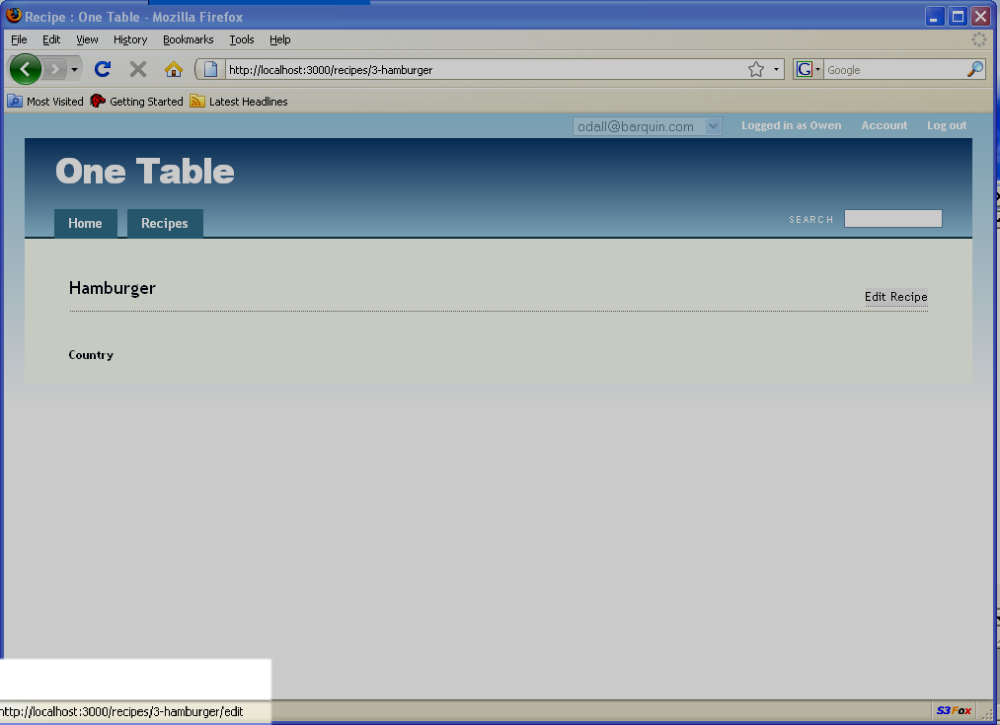 Recipe : One Table - Mozilla Firefox
File Edit View History Bookmarks Tools Help
http://localhost:3000/recipes/3-hamburger
G Google
Most Visited Getting Started Latest Headlines
odall@barquin.com Logged in as Owen Account Log out
One Table
Home Recipes SEARCH
Hamburger
Edit Recipe
Country
http://localhost:3000/recipes/3-hamburger/edit S3Fox